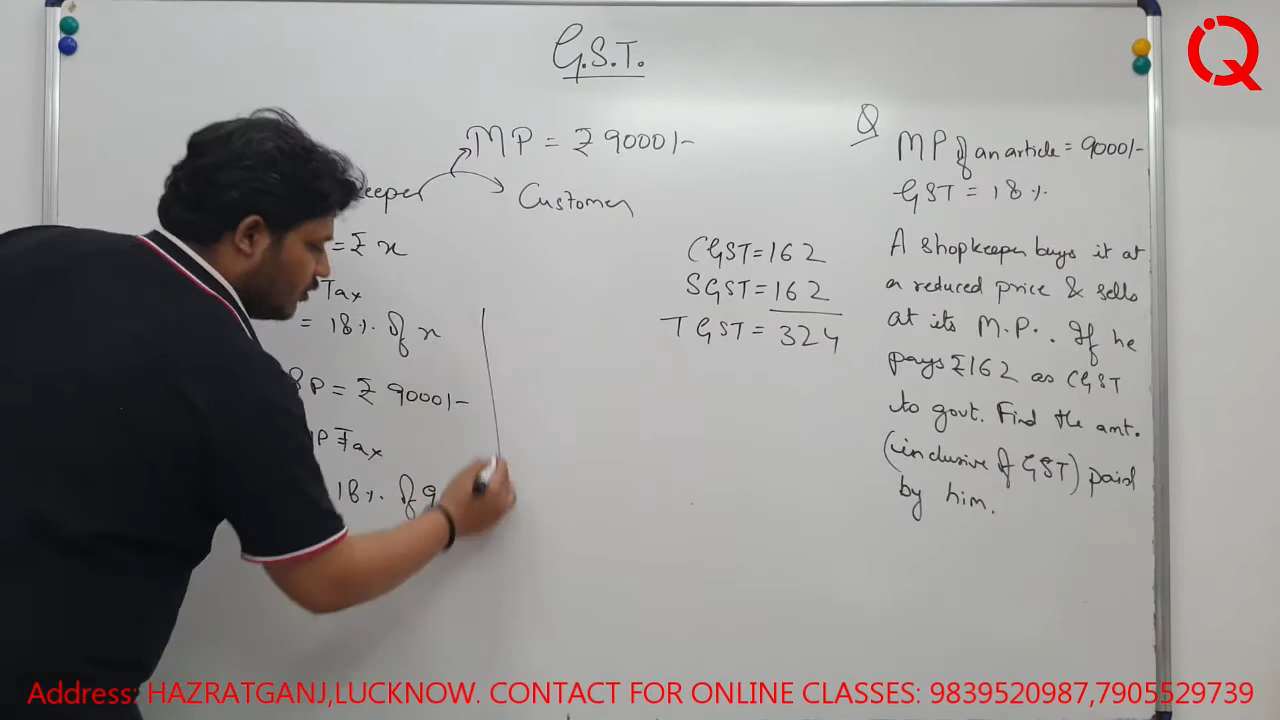 G.S.T.
MP = ₹ 9000/-
keeper
Customer
= ₹ x
Tax
= 18%. of x
SP = ₹ 9000/-
Tax
18%. of 9
CGST = 162
SGST = 162
TGST = 324
Q
MP of an article = 9000/-
GST = 18%.
A shopkeeper buys it at
a reduced price & sells
at its M.P.. If he
pays ₹162 as CGST
to govt. Find the amt.
(inclusive of GST) paid
by him.
IQ
Address: HAZRATGANJ,LUCKNOW. CONTACT FOR ONLINE CLASSES: 9839520987,7905529739